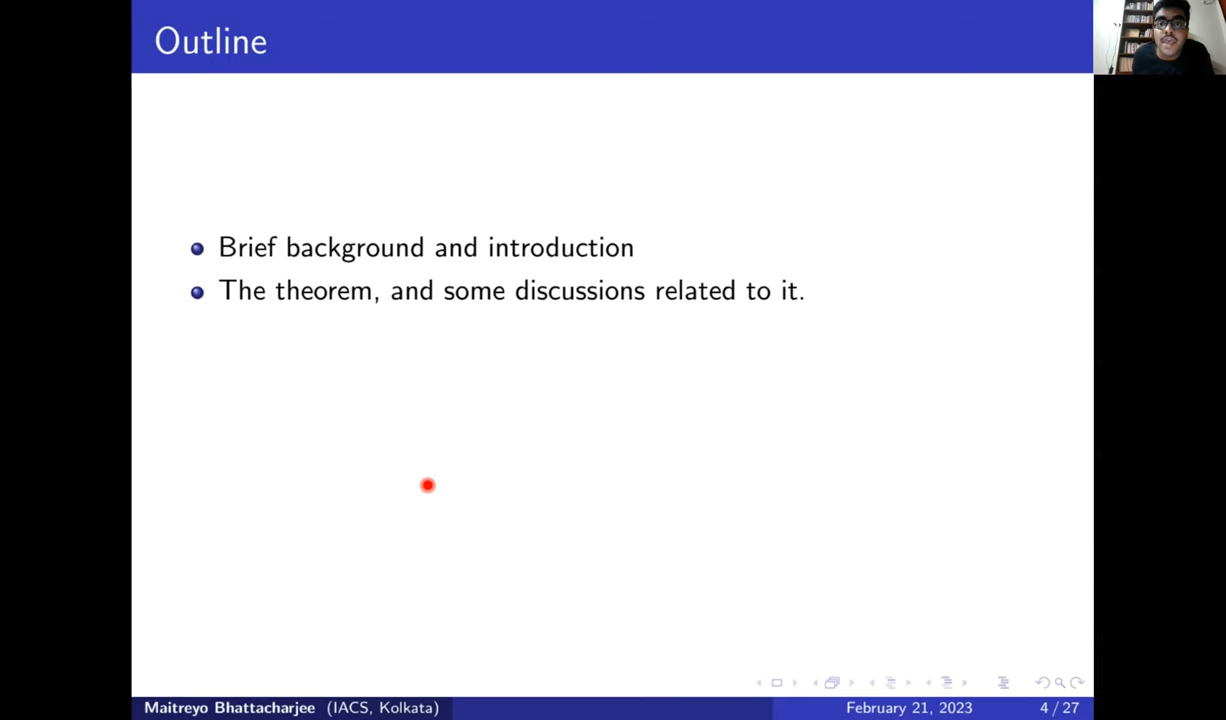 Outline
Brief background and introduction
The theorem, and some discussions related to it.
Maitreyo Bhattacharjee (IACS, Kolkata) February 21, 2023 4 / 27